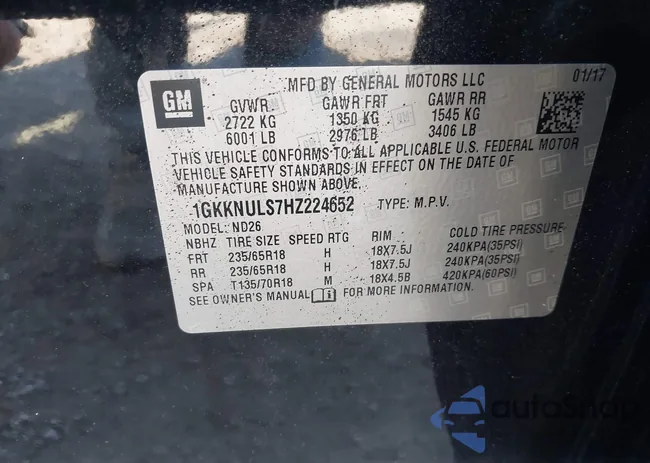 MFD BY GENERAL MOTORS LLC 01/17
GM
GVWR GAWR FRT GAWR RR
2722 KG 1350 KG 1545 KG
6001 LB 2976 LB 3406 LB
THIS VEHICLE CONFORMS TO ALL APPLICABLE U.S. FEDERAL MOTOR
VEHICLE SAFETY STANDARDS IN EFFECT ON THE DATE OF
MANUFACTURE SHOWN ABOVE.
1GKKNULS7HZ224652 TYPE: M.P.V.
MODEL: ND26
NBHZ TIRE SIZE SPEED RTG RIM COLD TIRE PRESSURE
FRT 235/65R18 H 18X7.5J 240KPA(35PSI)
RR 235/65R18 H 18X7.5J 240KPA(35PSI)
SPA T135/70R18 M 18X4.5B 420KPA(60PSI)
SEE OWNER'S MANUAL FOR MORE INFORMATION.
autoSnap